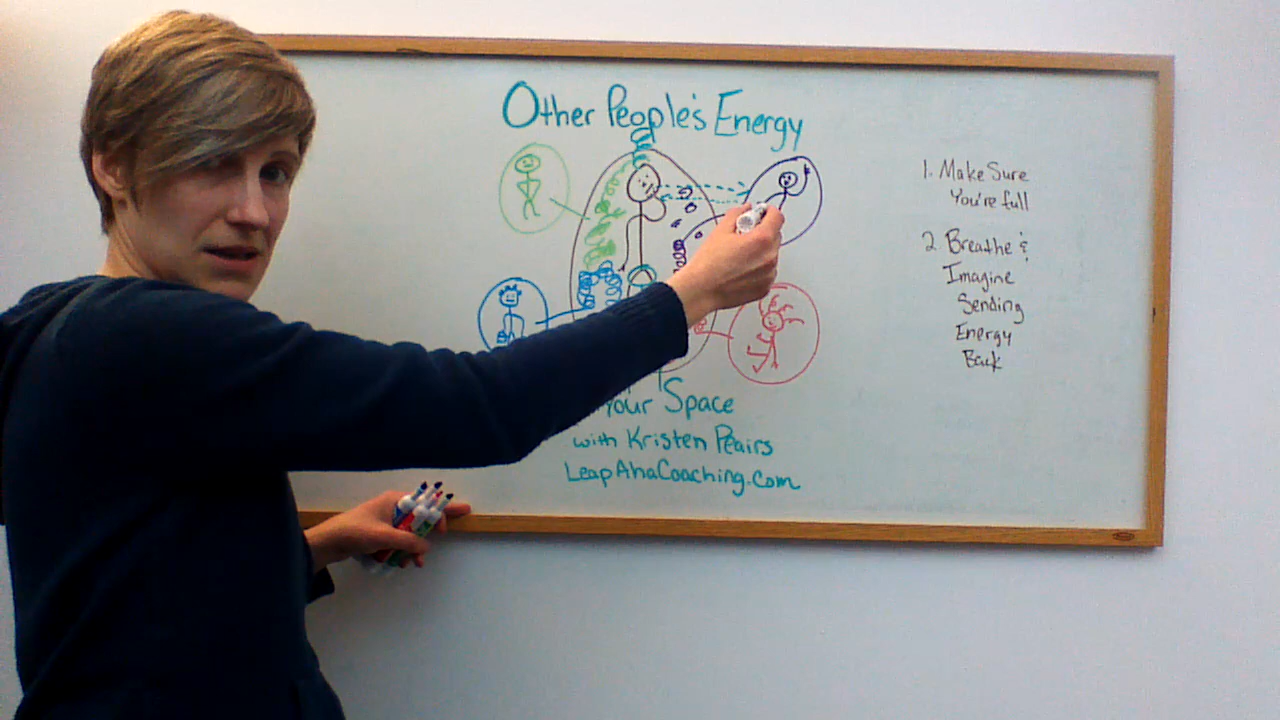 Other People's Energy
Your Space
with Kristen Peairs
LeapAhaCoaching.com
1. Make Sure
You're full
2. Breathe &
Imagine
Sending
Energy
Back